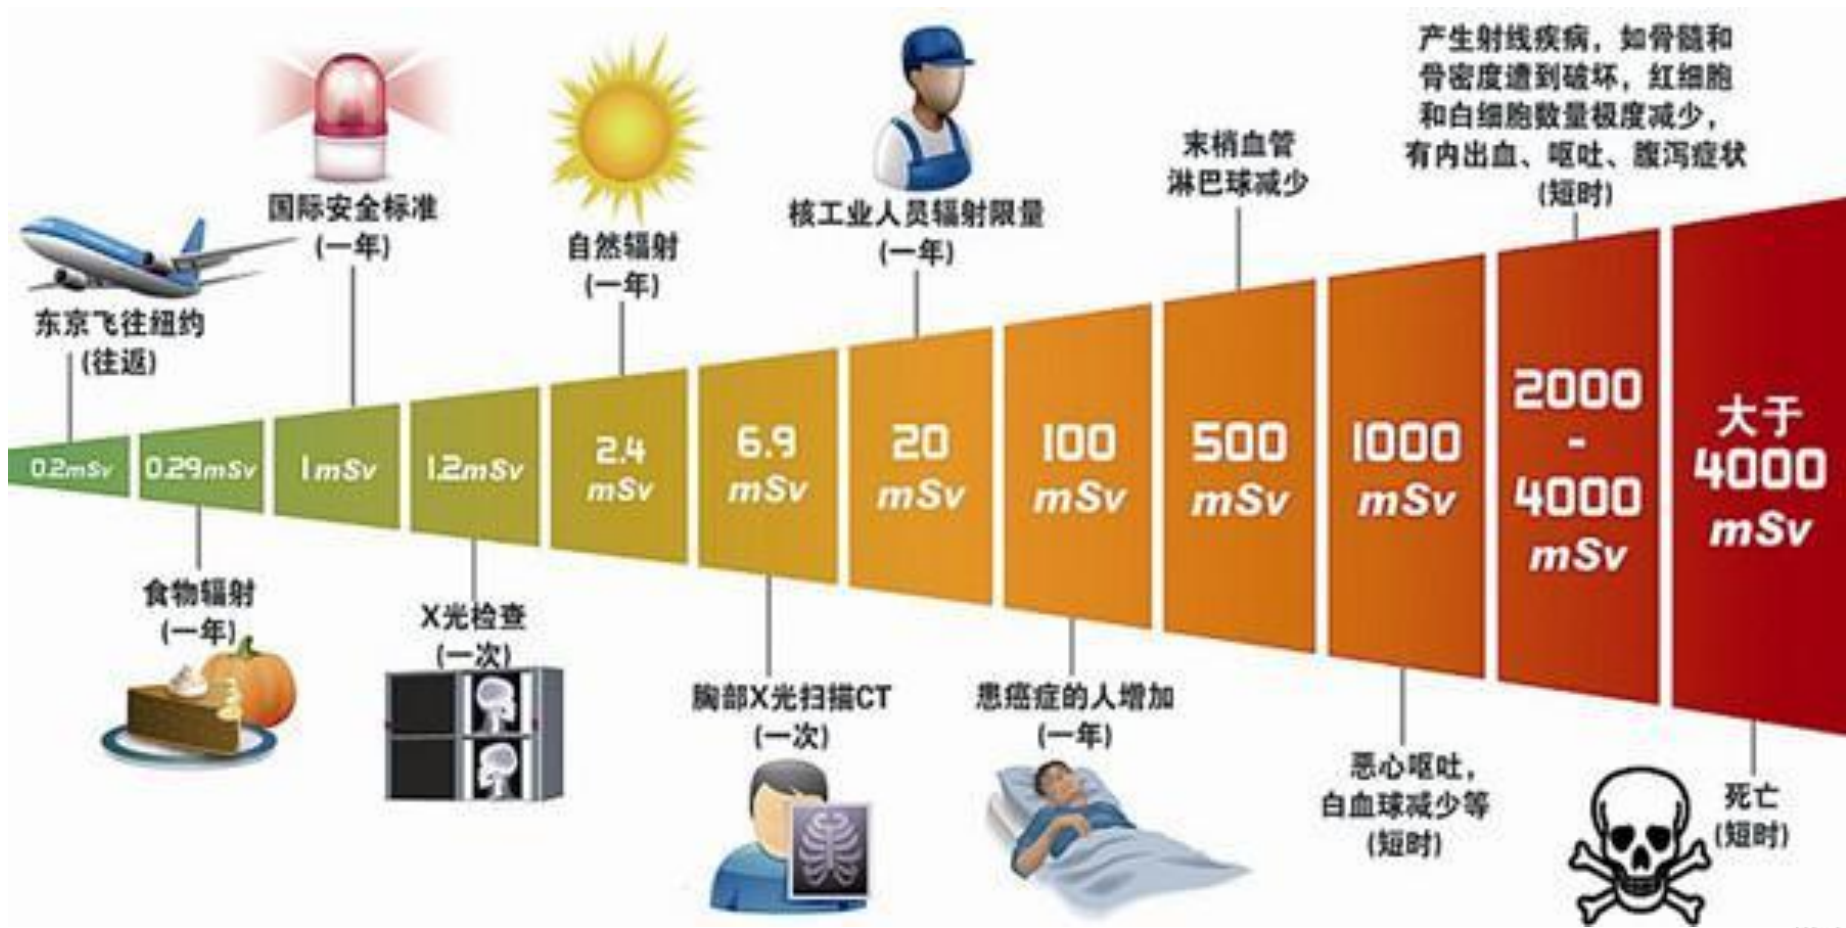 东京飞往纽约
(往返)
0.2mSv
食物辐射
(一年)
0.29mSv
国际安全标准
(一年)
1mSv
X光检查
(一次)
1.2mSv
自然辐射
(一年)
2.4
mSv
胸部X光扫描CT
(一次)
6.9
mSv
核工业人员辐射限量
(一年)
20
mSv
患癌症的人增加
(一年)
100
mSv
末梢血管
淋巴球减少
500
mSv
恶心呕吐，
白血球减少等
(短时)
1000
mSv
产生射线疾病，如骨髓和
骨密度遭到破坏，红细胞
和白细胞数量极度减少，
有内出血、呕吐、腹泻症状
(短时)
2000
-
4000
mSv
死亡
(短时)
大于
4000
mSv